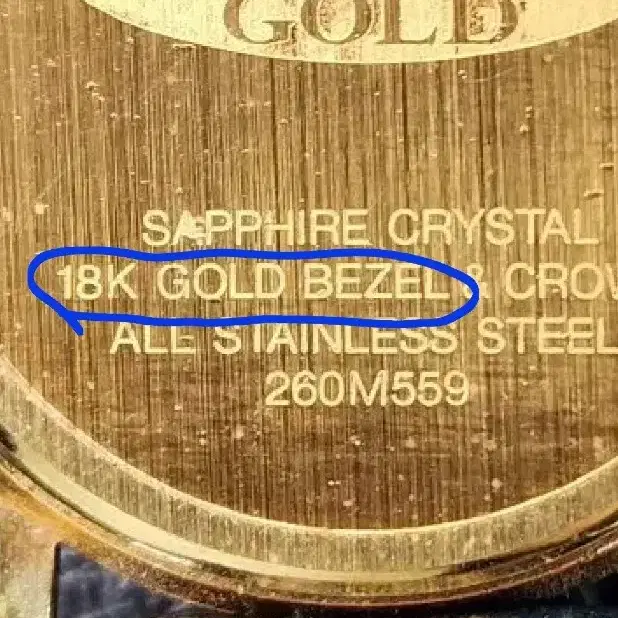 GOLD
SAPPHIRE CRYSTAL
18K GOLD BEZEL & CROW
ALL STAINLESS STEEL
260M559